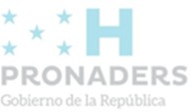 H
PRONADERS
Gobierno de la República